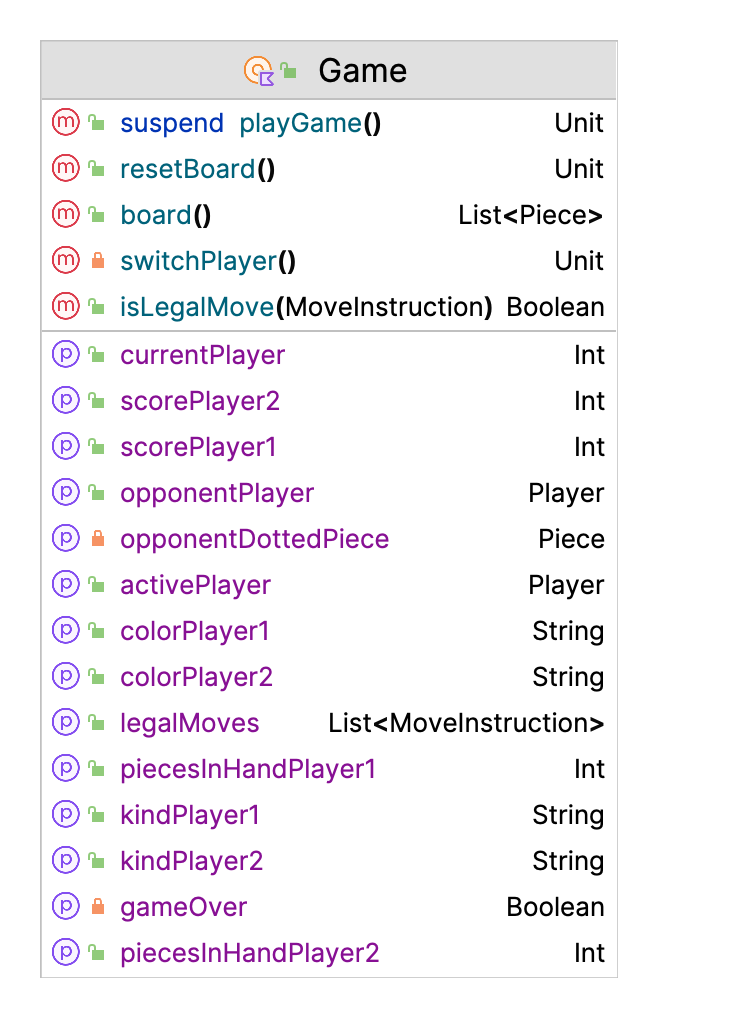 Game
suspend playGame() Unit
resetBoard() Unit
board() List<Piece>
switchPlayer() Unit
isLegalMove(MoveInstruction) Boolean
currentPlayer Int
scorePlayer2 Int
scorePlayer1 Int
opponentPlayer Player
opponentDottedPiece Piece
activePlayer Player
colorPlayer1 String
colorPlayer2 String
legalMoves List<MoveInstruction>
piecesInHandPlayer1 Int
kindPlayer1 String
kindPlayer2 String
gameOver Boolean
piecesInHandPlayer2 Int